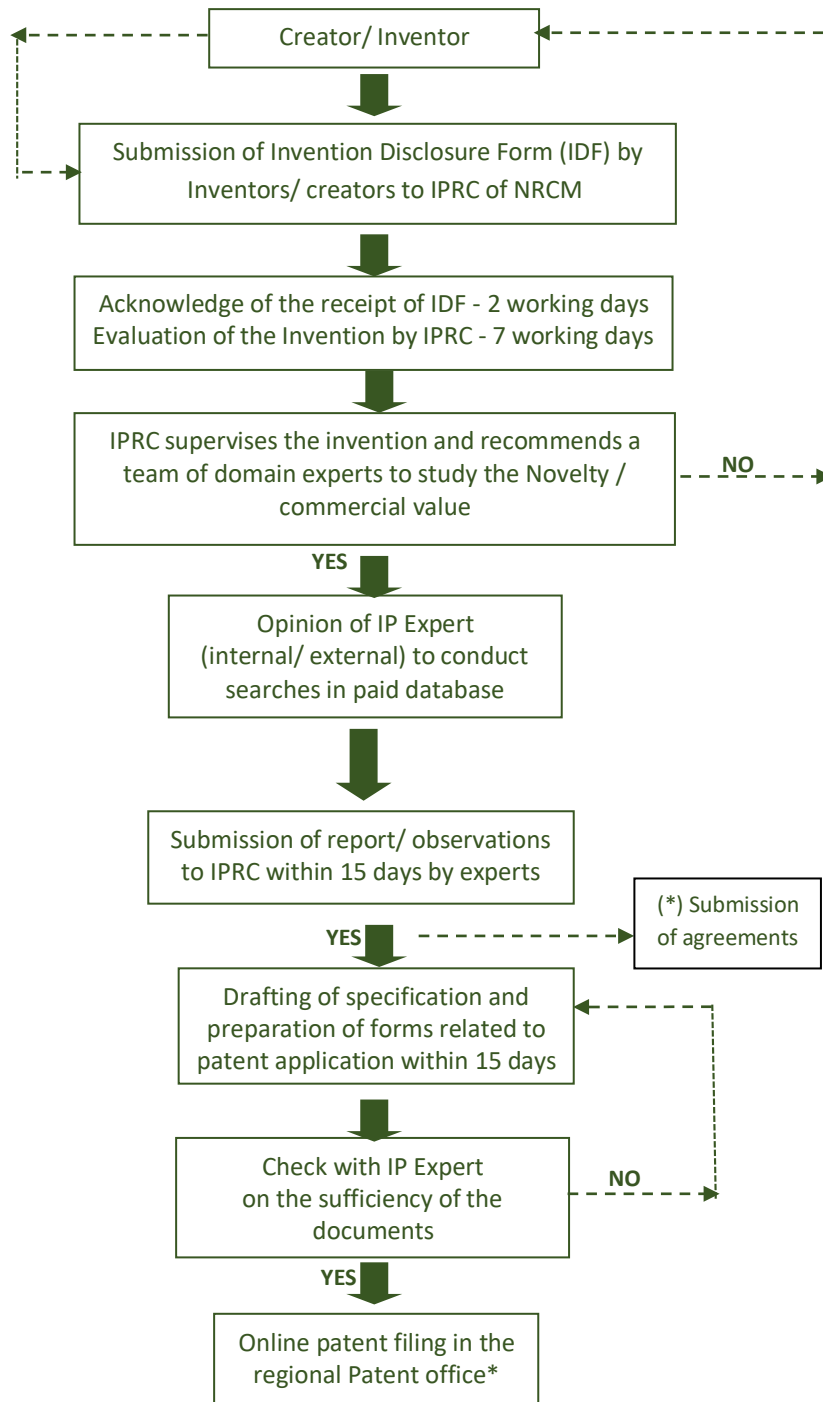 Creator/ Inventor
Submission of Invention Disclosure Form (IDF) by
Inventors/ creators to IPRC of NRCM
Acknowledge of the receipt of IDF - 2 working days
Evaluation of the Invention by IPRC - 7 working days
IPRC supervises the invention and recommends a
team of domain experts to study the Novelty /
commercial value
NO
YES
Opinion of IP Expert
(internal/ external) to conduct
searches in paid database
Submission of report/ observations
to IPRC within 15 days by experts
(*) Submission
of agreements
YES
Drafting of specification and
preparation of forms related to
patent application within 15 days
Check with IP Expert
on the sufficiency of the
documents
NO
YES
Online patent filing in the
regional Patent office*